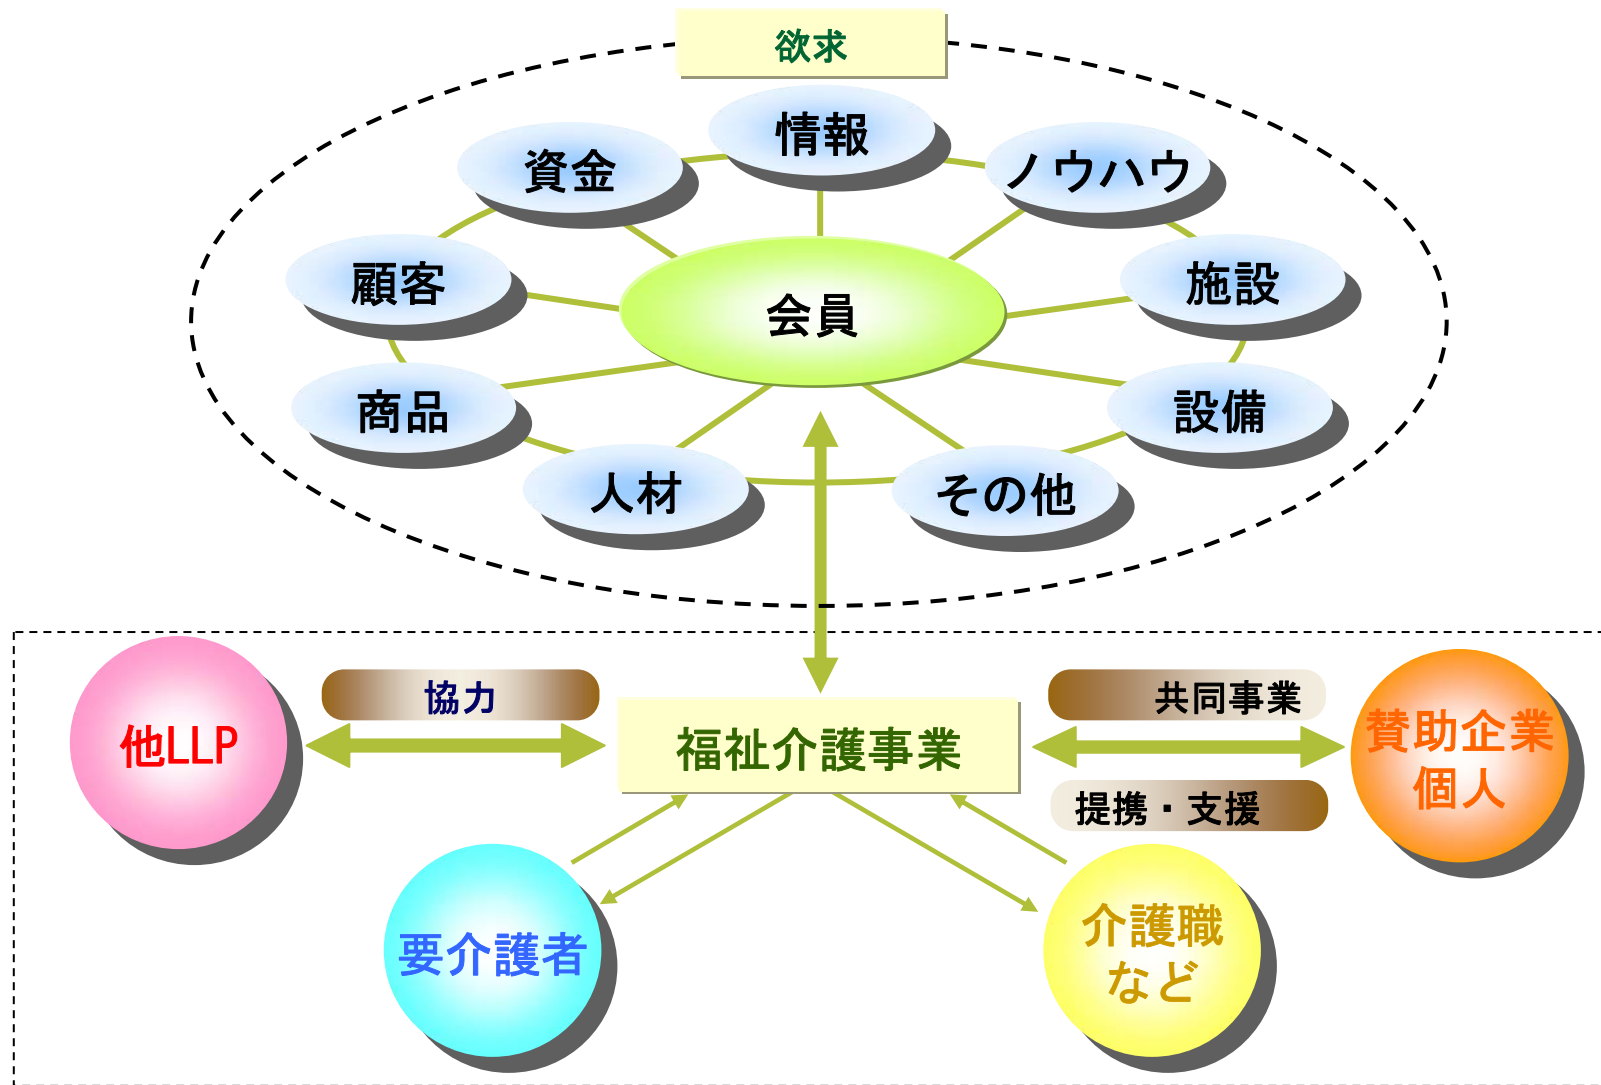 欲求
情報
資金
ノウハウ
顧客
施設
会員
商品
設備
人材
その他
協力
共同事業
他LLP
福祉介護事業
賛助企業
個人
提携・支援
要介護者
介護職
など